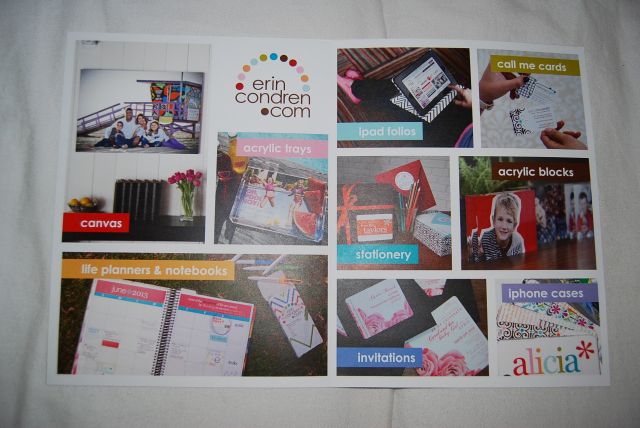 erin
condren
.com
ipad folios
call me cards
acrylic trays
acrylic blocks
canvas
stationery
life planners & notebooks
june 2013
taylors
iphone cases
invitations
alicia*